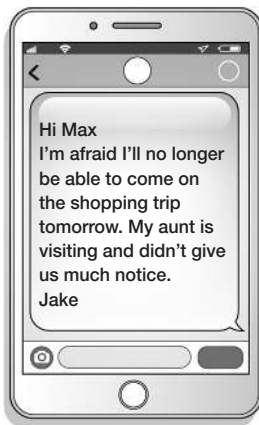 Hi Max
I'm afraid I'll no longer
be able to come on
the shopping trip
tomorrow. My aunt is
visiting and didn't give
us much notice.
Jake